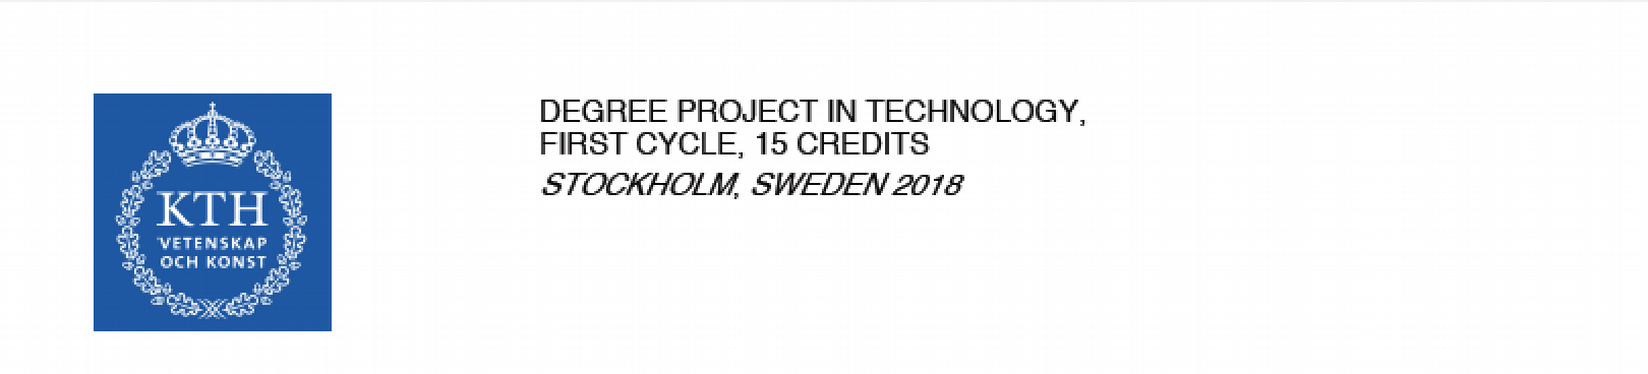 KTH
VETENSKAP
OCH KONST
DEGREE PROJECT IN TECHNOLOGY,
FIRST CYCLE, 15 CREDITS
STOCKHOLM, SWEDEN 2018